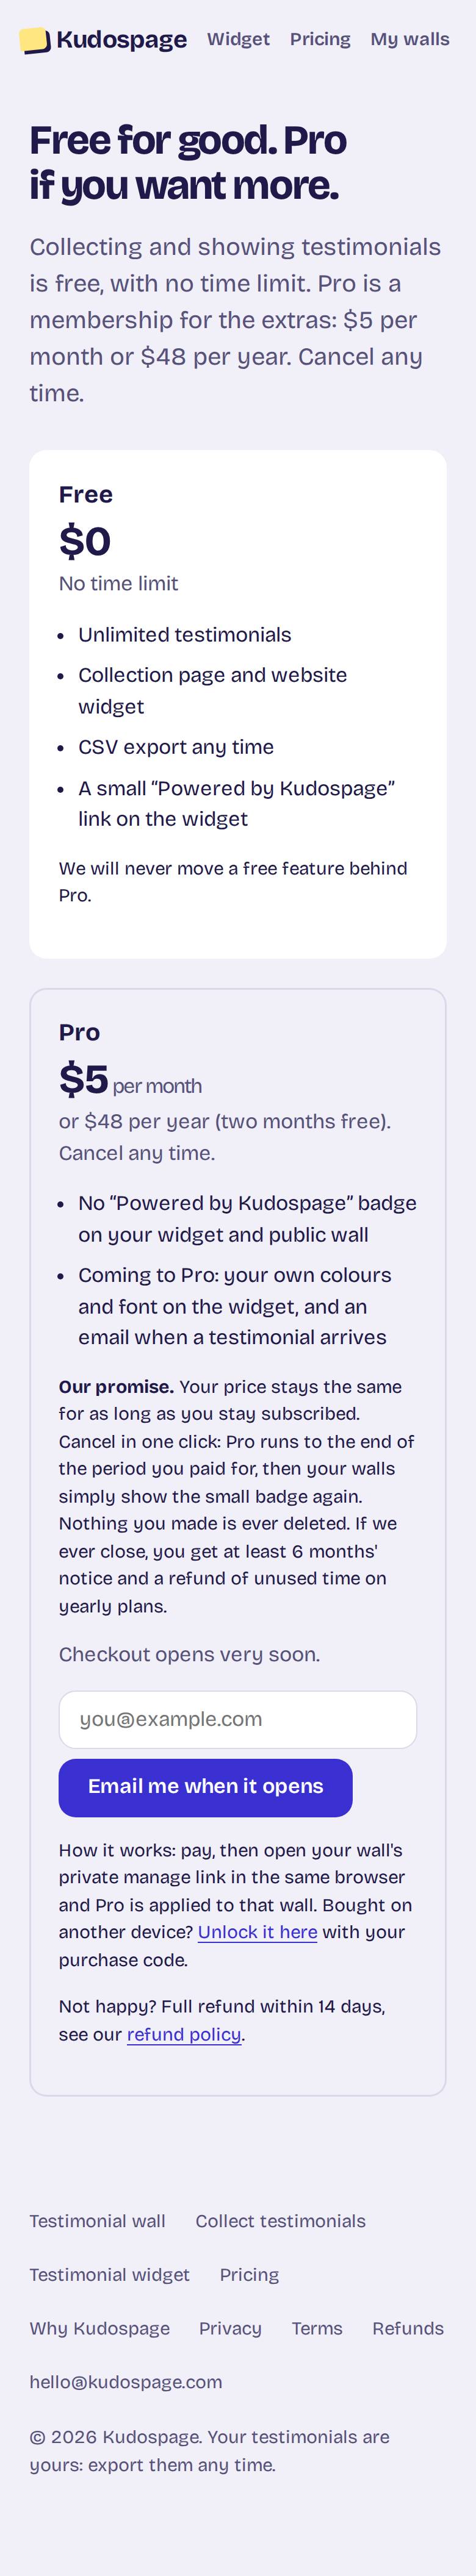 Kudospage Widget Pricing My walls
Free for good. Pro
if you want more.
Collecting and showing testimonials
is free, with no time limit. Pro is a
membership for the extras: $5 per
month or $48 per year. Cancel any
time.
Free
$0
No time limit
• Unlimited testimonials
• Collection page and website
widget
• CSV export any time
• A small “Powered by Kudospage”
link on the widget
We will never move a free feature behind
Pro.
Pro
$5 per month
or $48 per year (two months free).
Cancel any time.
• No “Powered by Kudospage” badge
on your widget and public wall
• Coming to Pro: your own colours
and font on the widget, and an
email when a testimonial arrives
Our promise. Your price stays the same
for as long as you stay subscribed.
Cancel in one click: Pro runs to the end of
the period you paid for, then your walls
simply show the small badge again.
Nothing you made is ever deleted. If we
ever close, you get at least 6 months'
notice and a refund of unused time on
yearly plans.
Checkout opens very soon.
you@example.com
Email me when it opens
How it works: pay, then open your wall's
private manage link in the same browser
and Pro is applied to that wall. Bought on
another device? Unlock it here with your
purchase code.
Not happy? Full refund within 14 days,
see our refund policy.
Testimonial wall Collect testimonials
Testimonial widget Pricing
Why Kudospage Privacy Terms Refunds
hello@kudospage.com
© 2026 Kudospage. Your testimonials are
yours: export them any time.